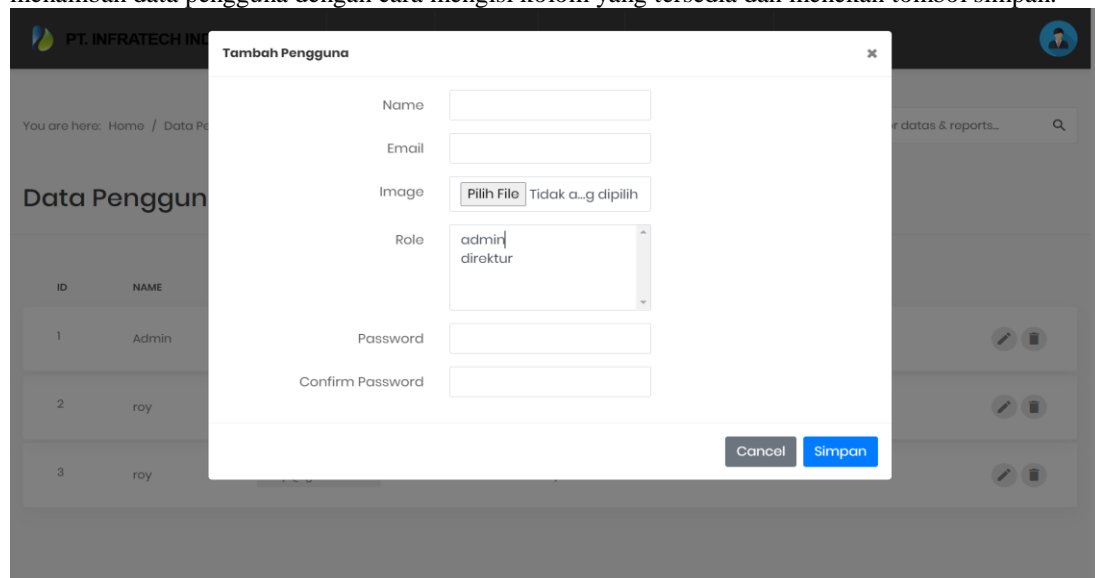 menambah data pengguna dengan cara mengisi kolom yang tersedia dan menekan tombol simpan.
PT. INFRATECH IND
Tambah Pengguna
You are here: Home / Data Pe
r datas & reports...
Data Penggun
Name
Email
Image
Pilih File Tidak a...g dipilih
Role
admin
direktur
Password
Confirm Password
ID NAME
1 Admin
2 roy
3 roy
Cancel Simpan